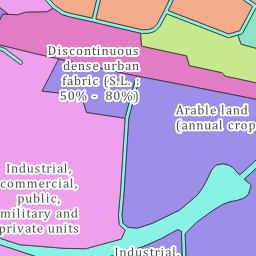 Discontinuous
dense urban
fabric (S.L. :
50% - 80%)
Arable land
(annual crop
Industrial,
commercial,
public,
military and
private units
Industrial,